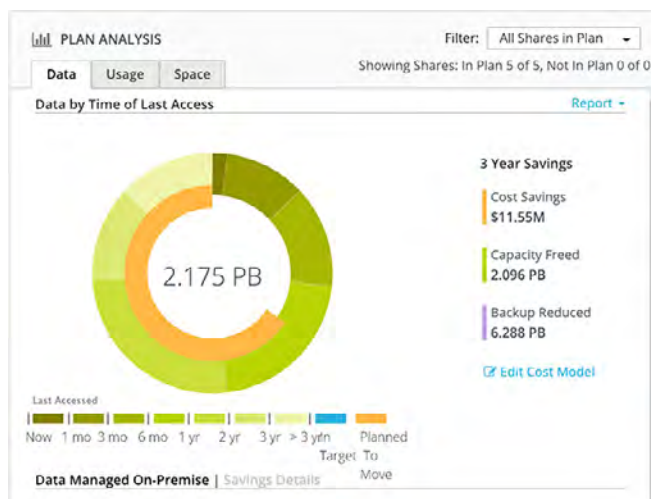 PLAN ANALYSIS
Filter: All Shares in Plan
Data Usage Space
Showing Shares: In Plan 5 of 5, Not In Plan 0 of 0
Data by Time of Last Access
Report
2.175 PB
3 Year Savings
Cost Savings
$11.55M
Capacity Freed
2.096 PB
Backup Reduced
6.288 PB
Edit Cost Model
Last Accessed
Now 1 mo 3 mo 6 mo 1 yr 2 yr 3 yr > 3 yr In Planned
Target To
Move
Data Managed On-Premise | Savings Details